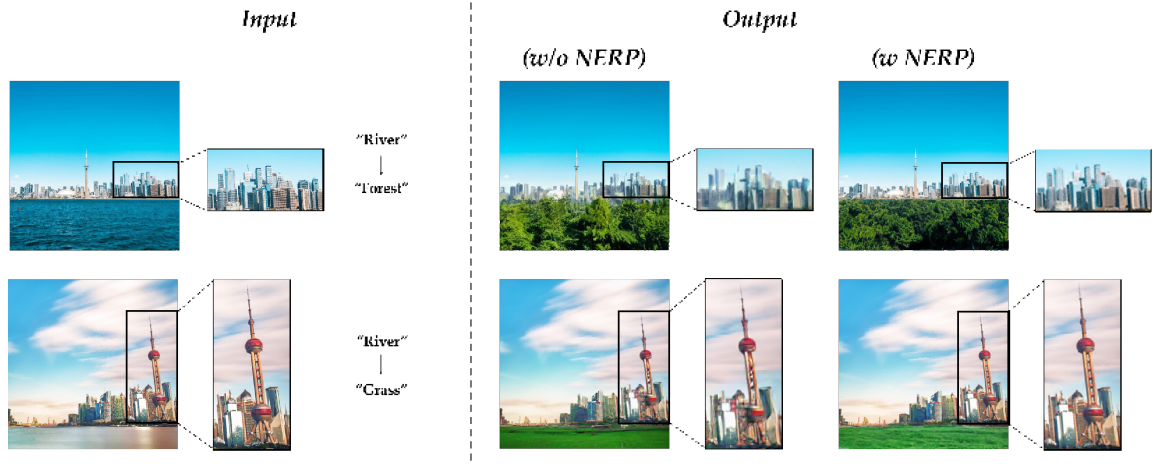 Input
Output
(w/o NERP)
(w NERP)
"River"
"Forest"
"River"
"Grass"